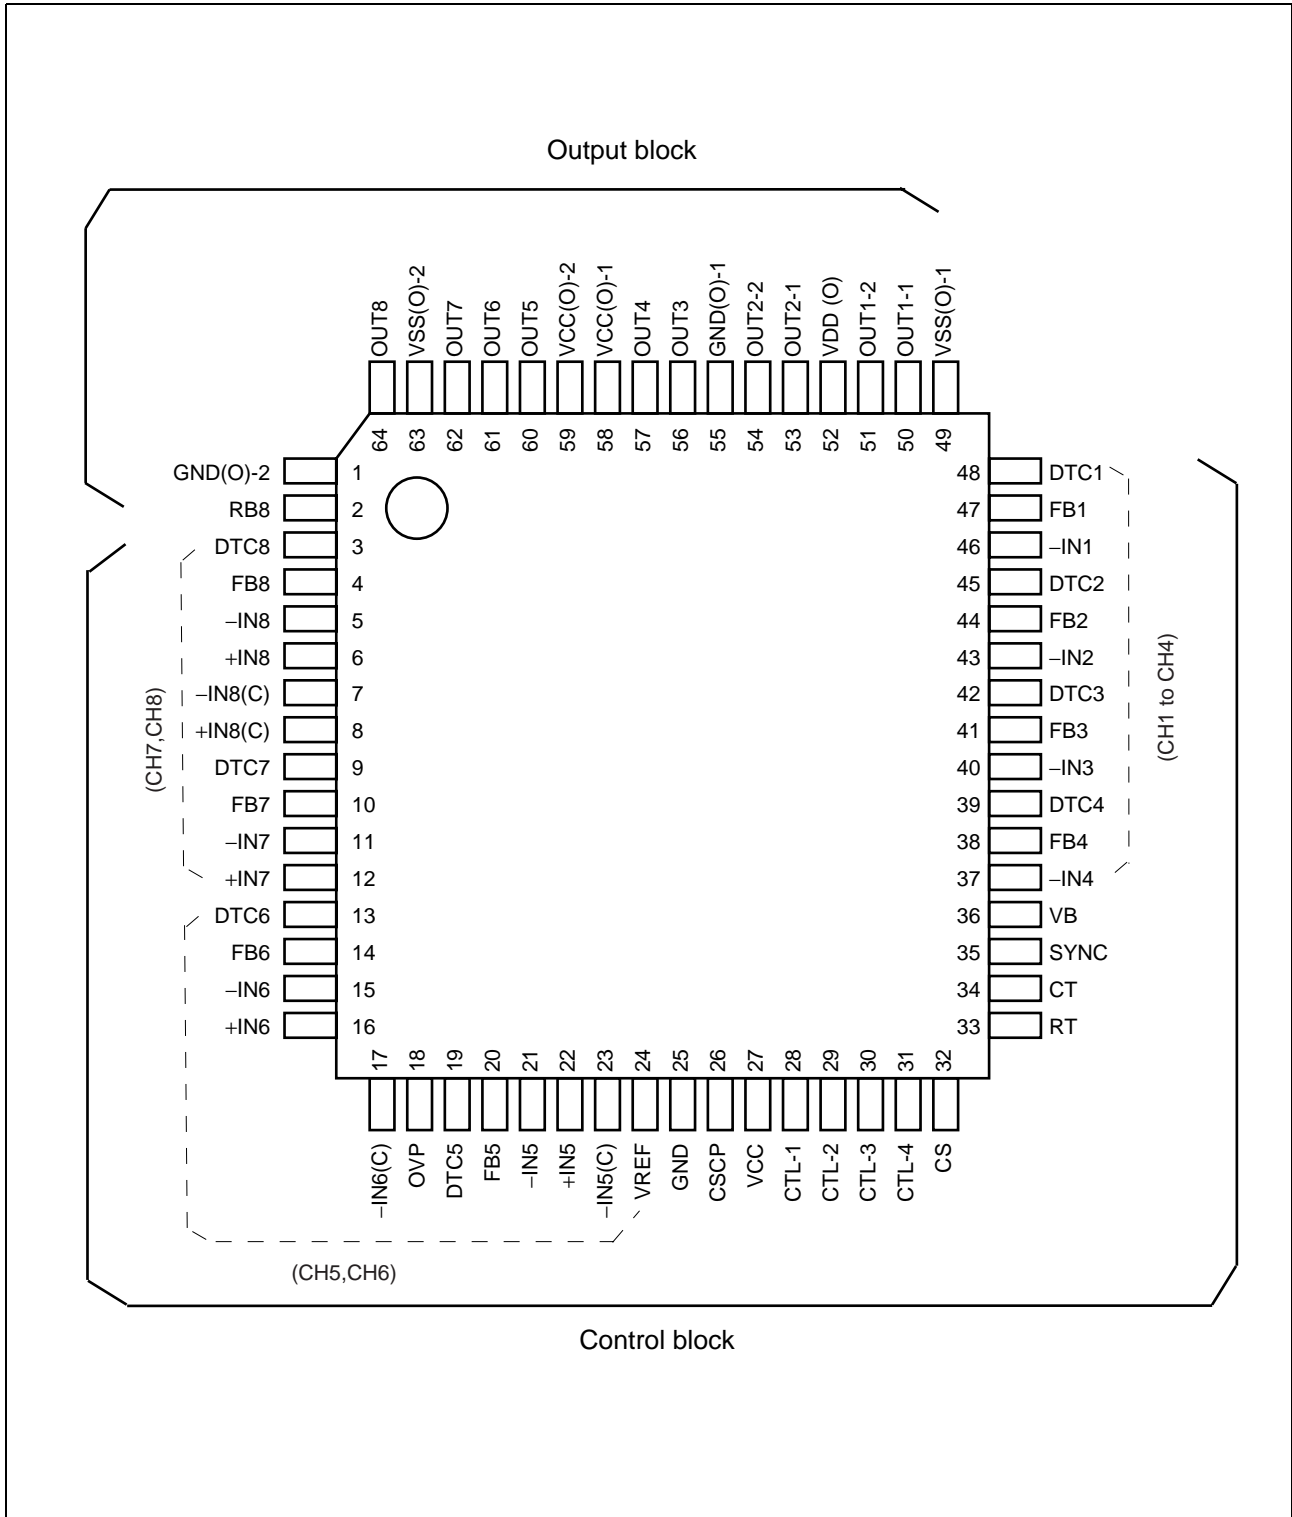 Output block
OUT8
VSS(O)-2
OUT7
OUT6
OUT5
VCC(O)-2
VCC(O)-1
OUT4
OUT3
GND(O)-1
OUT2-2
OUT2-1
VDD (O)
OUT1-2
OUT1-1
VSS(O)-1
64
63
62
61
60
59
58
57
56
55
54
53
52
51
50
49
GND(O)-2 1
RB8 2
DTC8 3
FB8 4
−IN8 5
+IN8 6
−IN8(C) 7
+IN8(C) 8
DTC7 9
FB7 10
−IN7 11
+IN7 12
DTC6 13
FB6 14
−IN6 15
+IN6 16
(CH7,CH8)
48 DTC1
47 FB1
46 −IN1
45 DTC2
44 FB2
43 −IN2
42 DTC3
41 FB3
40 −IN3
39 DTC4
38 FB4
37 −IN4
36 VB
35 SYNC
34 CT
33 RT
(CH1 to CH4)
17
18
19
20
21
22
23
24
25
26
27
28
29
30
31
32
−IN6(C)
OVP
DTC5
FB5
−IN5
+IN5
−IN5(C)
VREF
GND
CSCP
VCC
CTL-1
CTL-2
CTL-3
CTL-4
CS
(CH5,CH6)
Control block